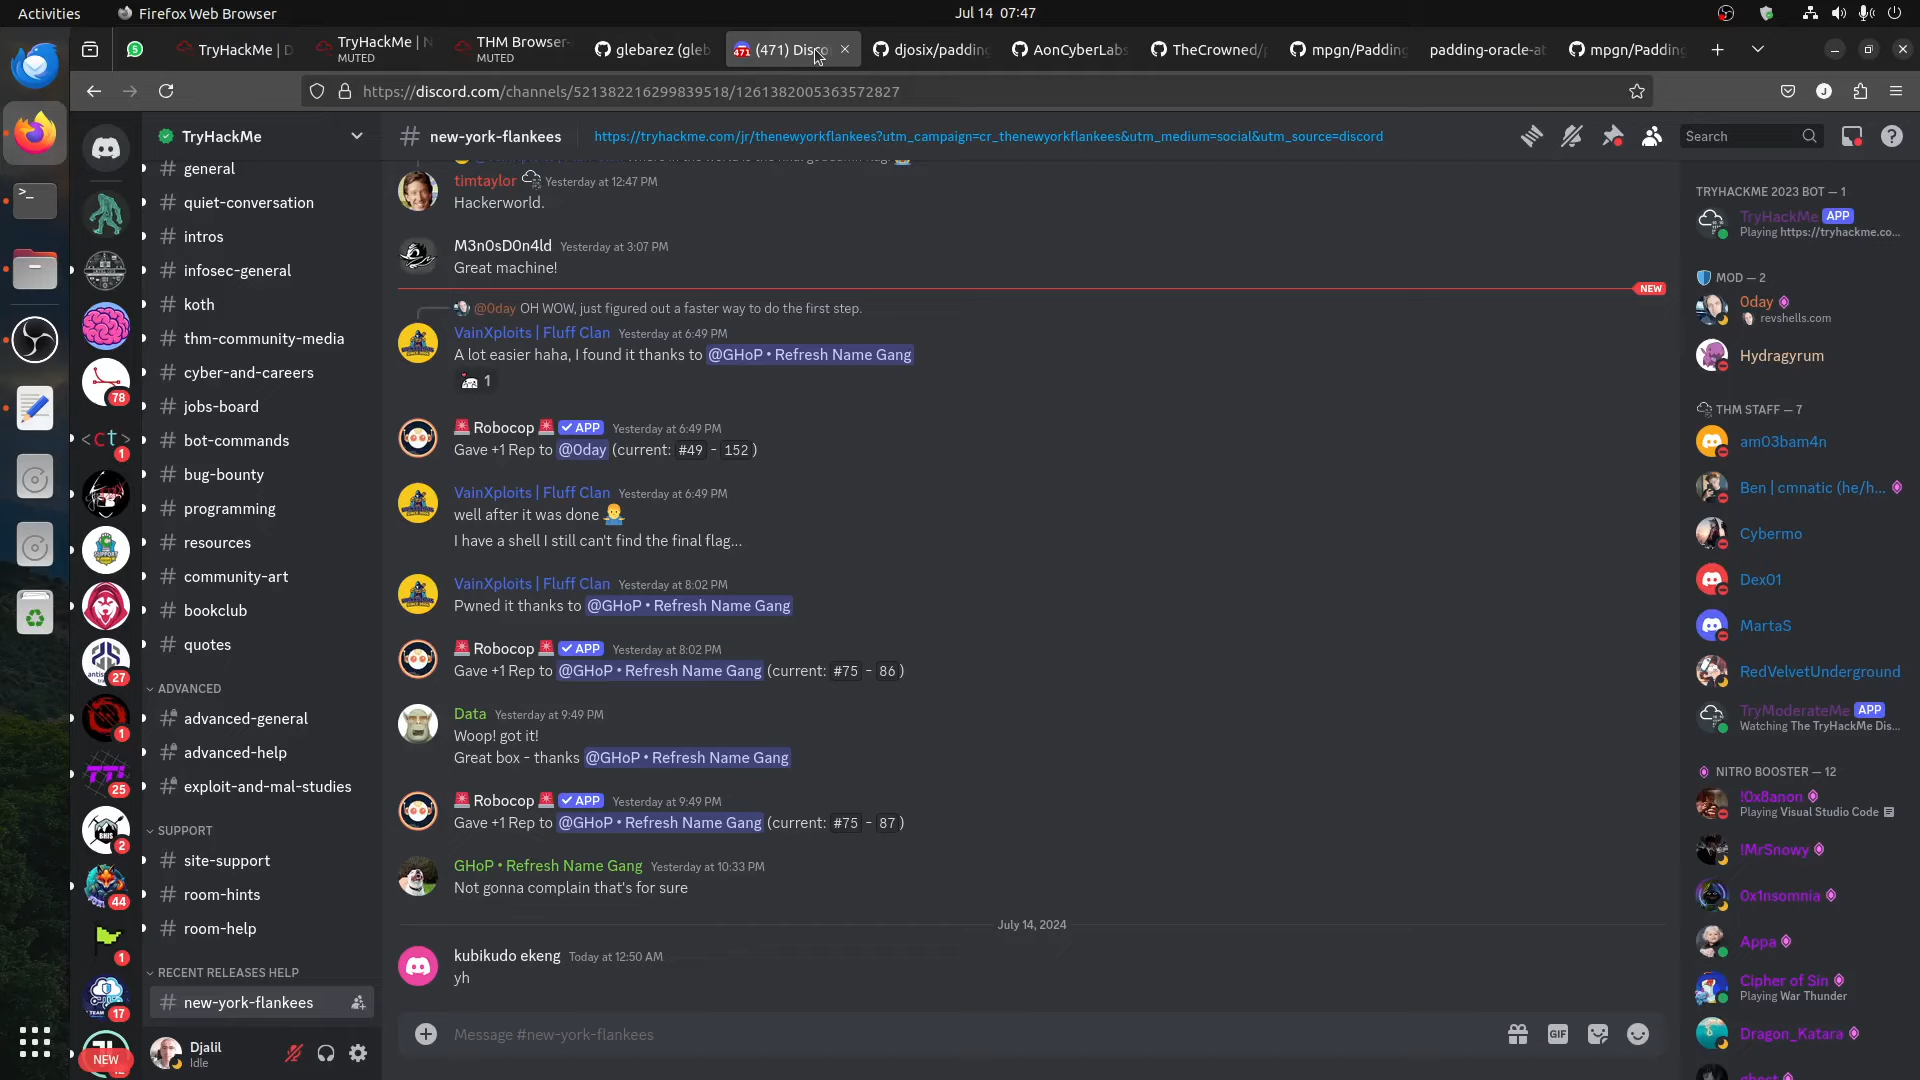 Activities
Firefox Web Browser
Jul 14 07:47
TryHackMe | D
TryHackMe | N
MUTED
THM Browser-
MUTED
glebarez (gleb
(471) Disco
djosix/padding
AonCyberLabs
TheCrowned/p
mpgn/Padding
padding-oracle-at
mpgn/Padding
https://discord.com/channels/521382216299839518/1261382005363572827
TryHackMe
new-york-flankees
https://tryhackme.com/jr/thenewyorkflankees?utm_campaign=cr_thenewyorkflankees&utm_medium=social&utm_source=discord
Search
general
quiet-conversation
intros
infosec-general
koth
thm-community-media
cyber-and-careers
jobs-board
bot-commands
bug-bounty
programming
resources
community-art
bookclub
quotes
ADVANCED
advanced-general
advanced-help
exploit-and-mal-studies
SUPPORT
site-support
room-hints
room-help
RECENT RELEASES HELP
new-york-flankees
Djalil
Idle
78
<ct>
1
27
1
25
2
44
1
17
NEW
timtaylor Yesterday at 12:47 PM
Hackerworld.
M3n0sD0n4ld Yesterday at 3:07 PM
Great machine!
NEW
@0day OH WOW, just figured out a faster way to do the first step.
VainXploits | Fluff Clan Yesterday at 6:49 PM
A lot easier haha, I found it thanks to @GHoP • Refresh Name Gang
1
Robocop APP Yesterday at 6:49 PM
Gave +1 Rep to @0day (current: #49 - 152)
VainXploits | Fluff Clan Yesterday at 6:49 PM
well after it was done
I have a shell I still can't find the final flag...
VainXploits | Fluff Clan Yesterday at 8:02 PM
Pwned it thanks to @GHoP • Refresh Name Gang
Robocop APP Yesterday at 8:02 PM
Gave +1 Rep to @GHoP • Refresh Name Gang (current: #75 - 86)
Data Yesterday at 9:49 PM
Woop! got it!
Great box - thanks @GHoP • Refresh Name Gang
Robocop APP Yesterday at 9:49 PM
Gave +1 Rep to @GHoP • Refresh Name Gang (current: #75 - 87)
GHoP • Refresh Name Gang Yesterday at 10:33 PM
Not gonna complain that's for sure
July 14, 2024
kubikudo ekeng Today at 12:50 AM
yh
Message #new-york-flankees
GIF
TRYHACKME 2023 BOT — 1
TryHackMe APP
Playing https://tryhackme.co...
MOD — 2
0day
revshells.com
Hydragyrum
THM STAFF — 7
am03bam4n
Ben | cmnatic (he/h...
Cybermo
Dex01
MartaS
RedVelvetUnderground
TryModerateMe APP
Watching The TryHackMe Dis...
NITRO BOOSTER — 12
!0x8anon
Playing Visual Studio Code
!MrSnowy
0x1nsomnia
Appa
Cipher of Sin
Playing War Thunder
Dragon_Katara
ghost